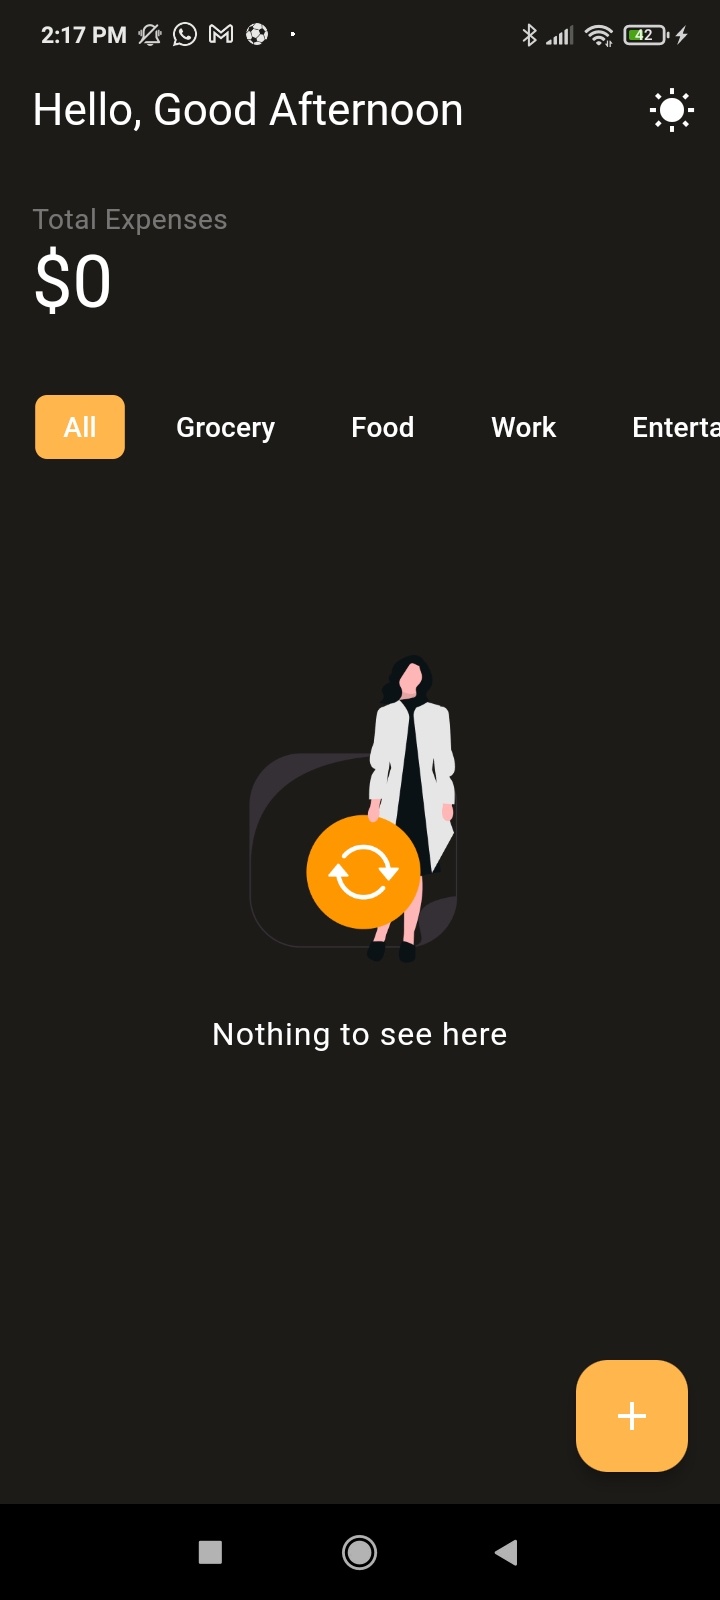 2:17 PM 42
Hello, Good Afternoon
Total Expenses
$0
All Grocery Food Work Enterta
Nothing to see here